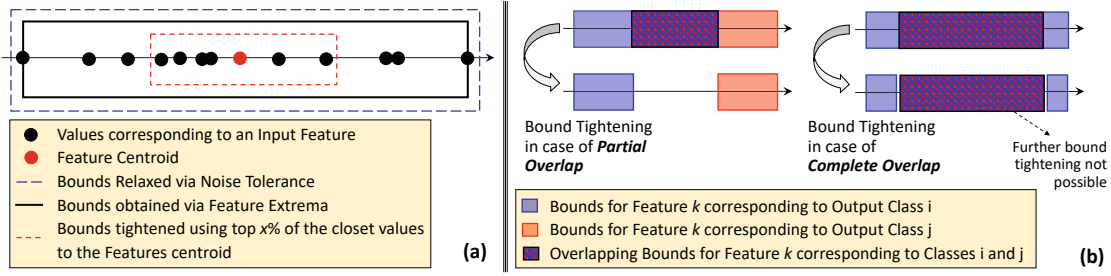 Values corresponding to an Input Feature
Feature Centroid
Bounds Relaxed via Noise Tolerance
Bounds obtained via Feature Extrema
Bounds tightened using top x% of the closet values
to the Features centroid
(a)
Bound Tightening
in case of Partial
Overlap
Bound Tightening
in case of
Complete Overlap
Further bound
tightening not
possible
Bounds for Feature k corresponding to Output Class i
Bounds for Feature k corresponding to Output Class j
Overlapping Bounds for Feature k corresponding to Classes i and j
(b)